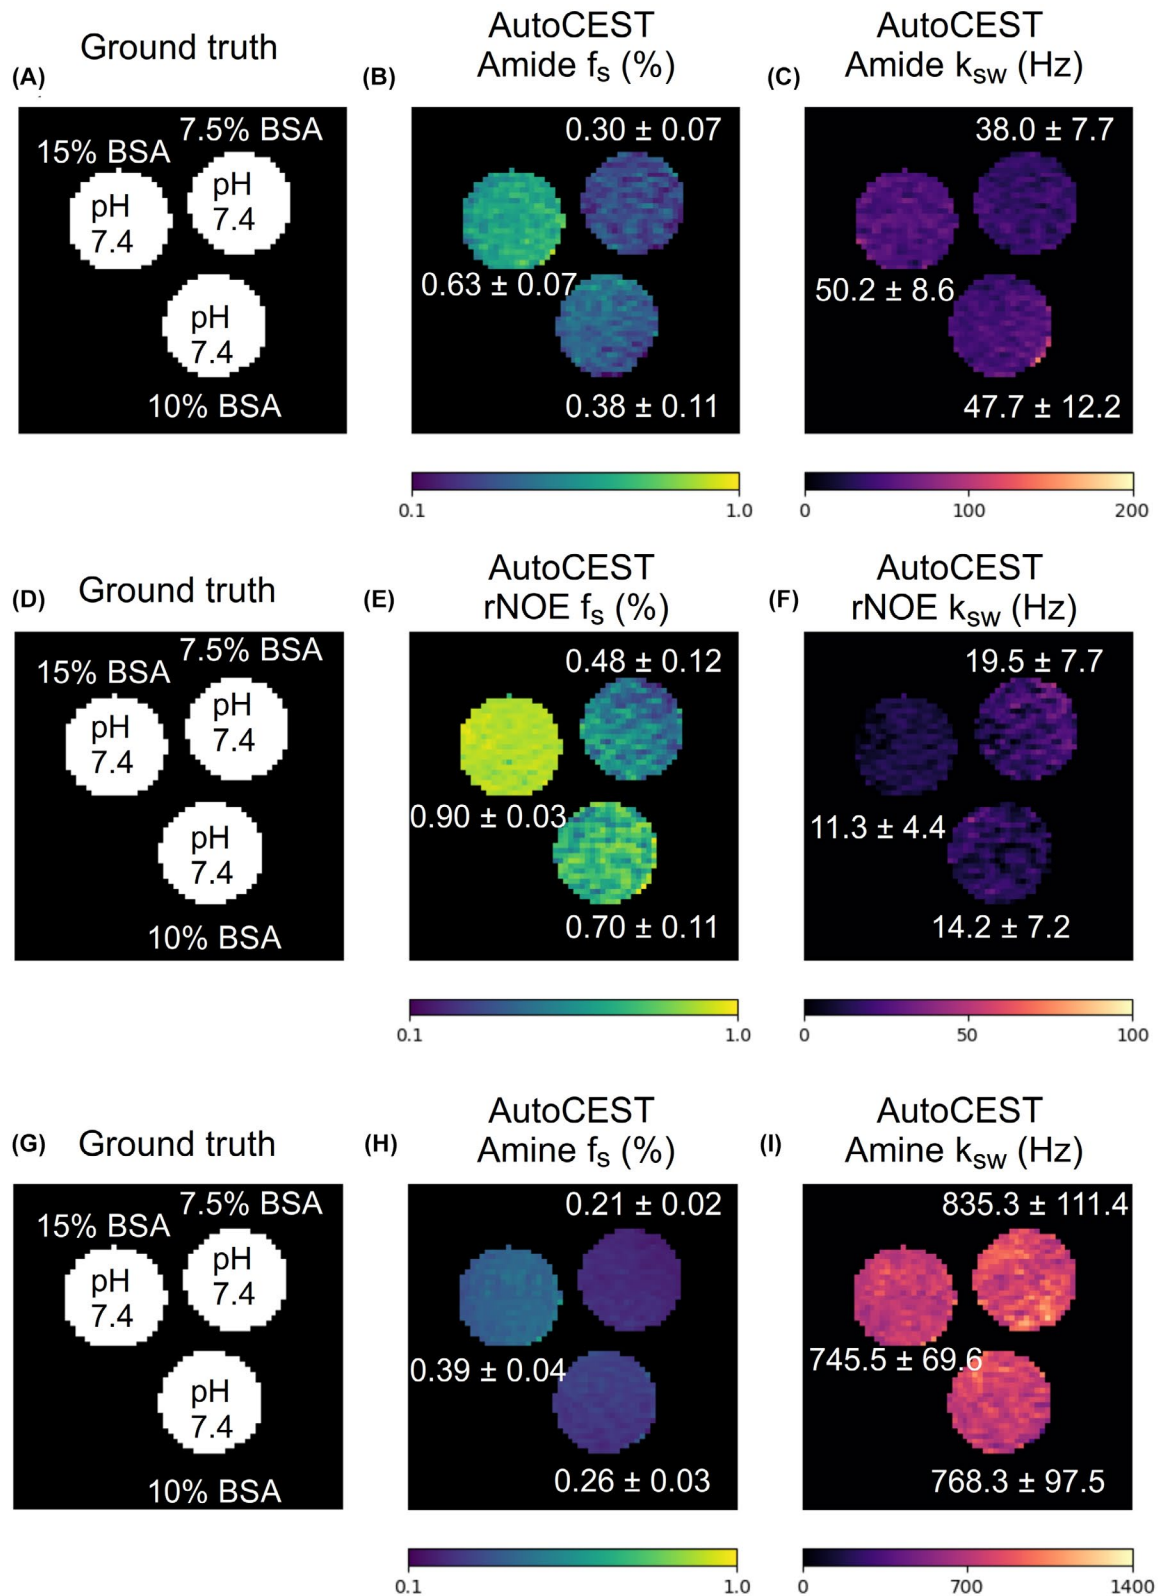 Ground truth
AutoCEST
Amide fs (%)
AutoCEST
Amide ksw (Hz)
(A)
(B)
(C)
15% BSA
7.5% BSA
pH
7.4
pH
7.4
pH
7.4
10% BSA
0.30 ± 0.07
0.63 ± 0.07
0.38 ± 0.11
0.1
1.0
38.0 ± 7.7
50.2 ± 8.6
47.7 ± 12.2
0
100
200
Ground truth
AutoCEST
rNOE fs (%)
AutoCEST
rNOE ksw (Hz)
(D)
(E)
(F)
15% BSA
7.5% BSA
pH
7.4
pH
7.4
pH
7.4
10% BSA
0.48 ± 0.12
0.90 ± 0.03
0.70 ± 0.11
0.1
1.0
19.5 ± 7.7
11.3 ± 4.4
14.2 ± 7.2
0
50
100
Ground truth
AutoCEST
Amine fs (%)
AutoCEST
Amine ksw (Hz)
(G)
(H)
(I)
15% BSA
7.5% BSA
pH
7.4
pH
7.4
pH
7.4
10% BSA
0.21 ± 0.02
0.39 ± 0.04
0.26 ± 0.03
0.1
1.0
835.3 ± 111.4
745.5 ± 69.6
768.3 ± 97.5
0
700
1400